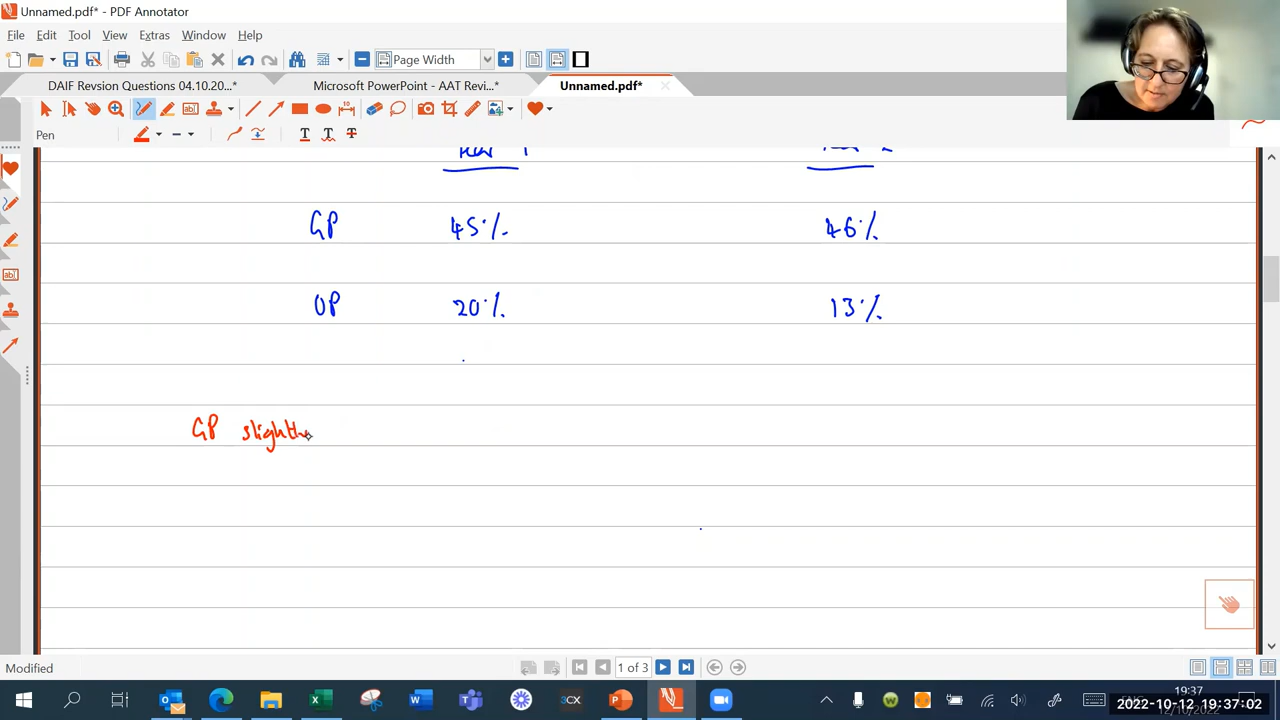 Unnamed.pdf* - PDF Annotator
File Edit Tool View Extras Window Help
Page Width
DAIF Revsion Questions 04.10.20...*
Microsoft PowerPoint - AAT Revi...*
Unnamed.pdf*
Pen
GP 45% 46%
OP 20% 13%
GP slightly
1 of 3
Modified
19:37
2022-10-12 19:37:02